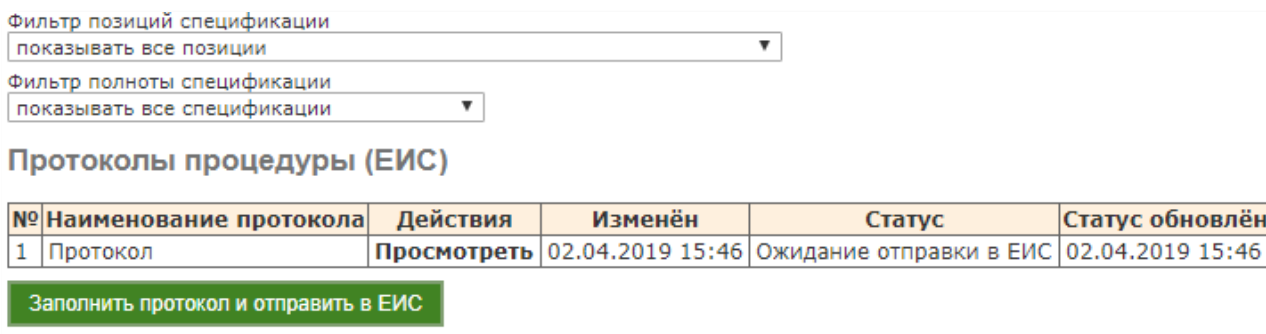 Фильтр позиций спецификации
показывать все позиции
Фильтр полноты спецификации
показывать все спецификации
Протоколы процедуры (ЕИС)
№ Наименование протокола Действия Изменён Статус Статус обновлён
1 Протокол Просмотреть 02.04.2019 15:46 Ожидание отправки в ЕИС 02.04.2019 15:46
Заполнить протокол и отправить в ЕИС